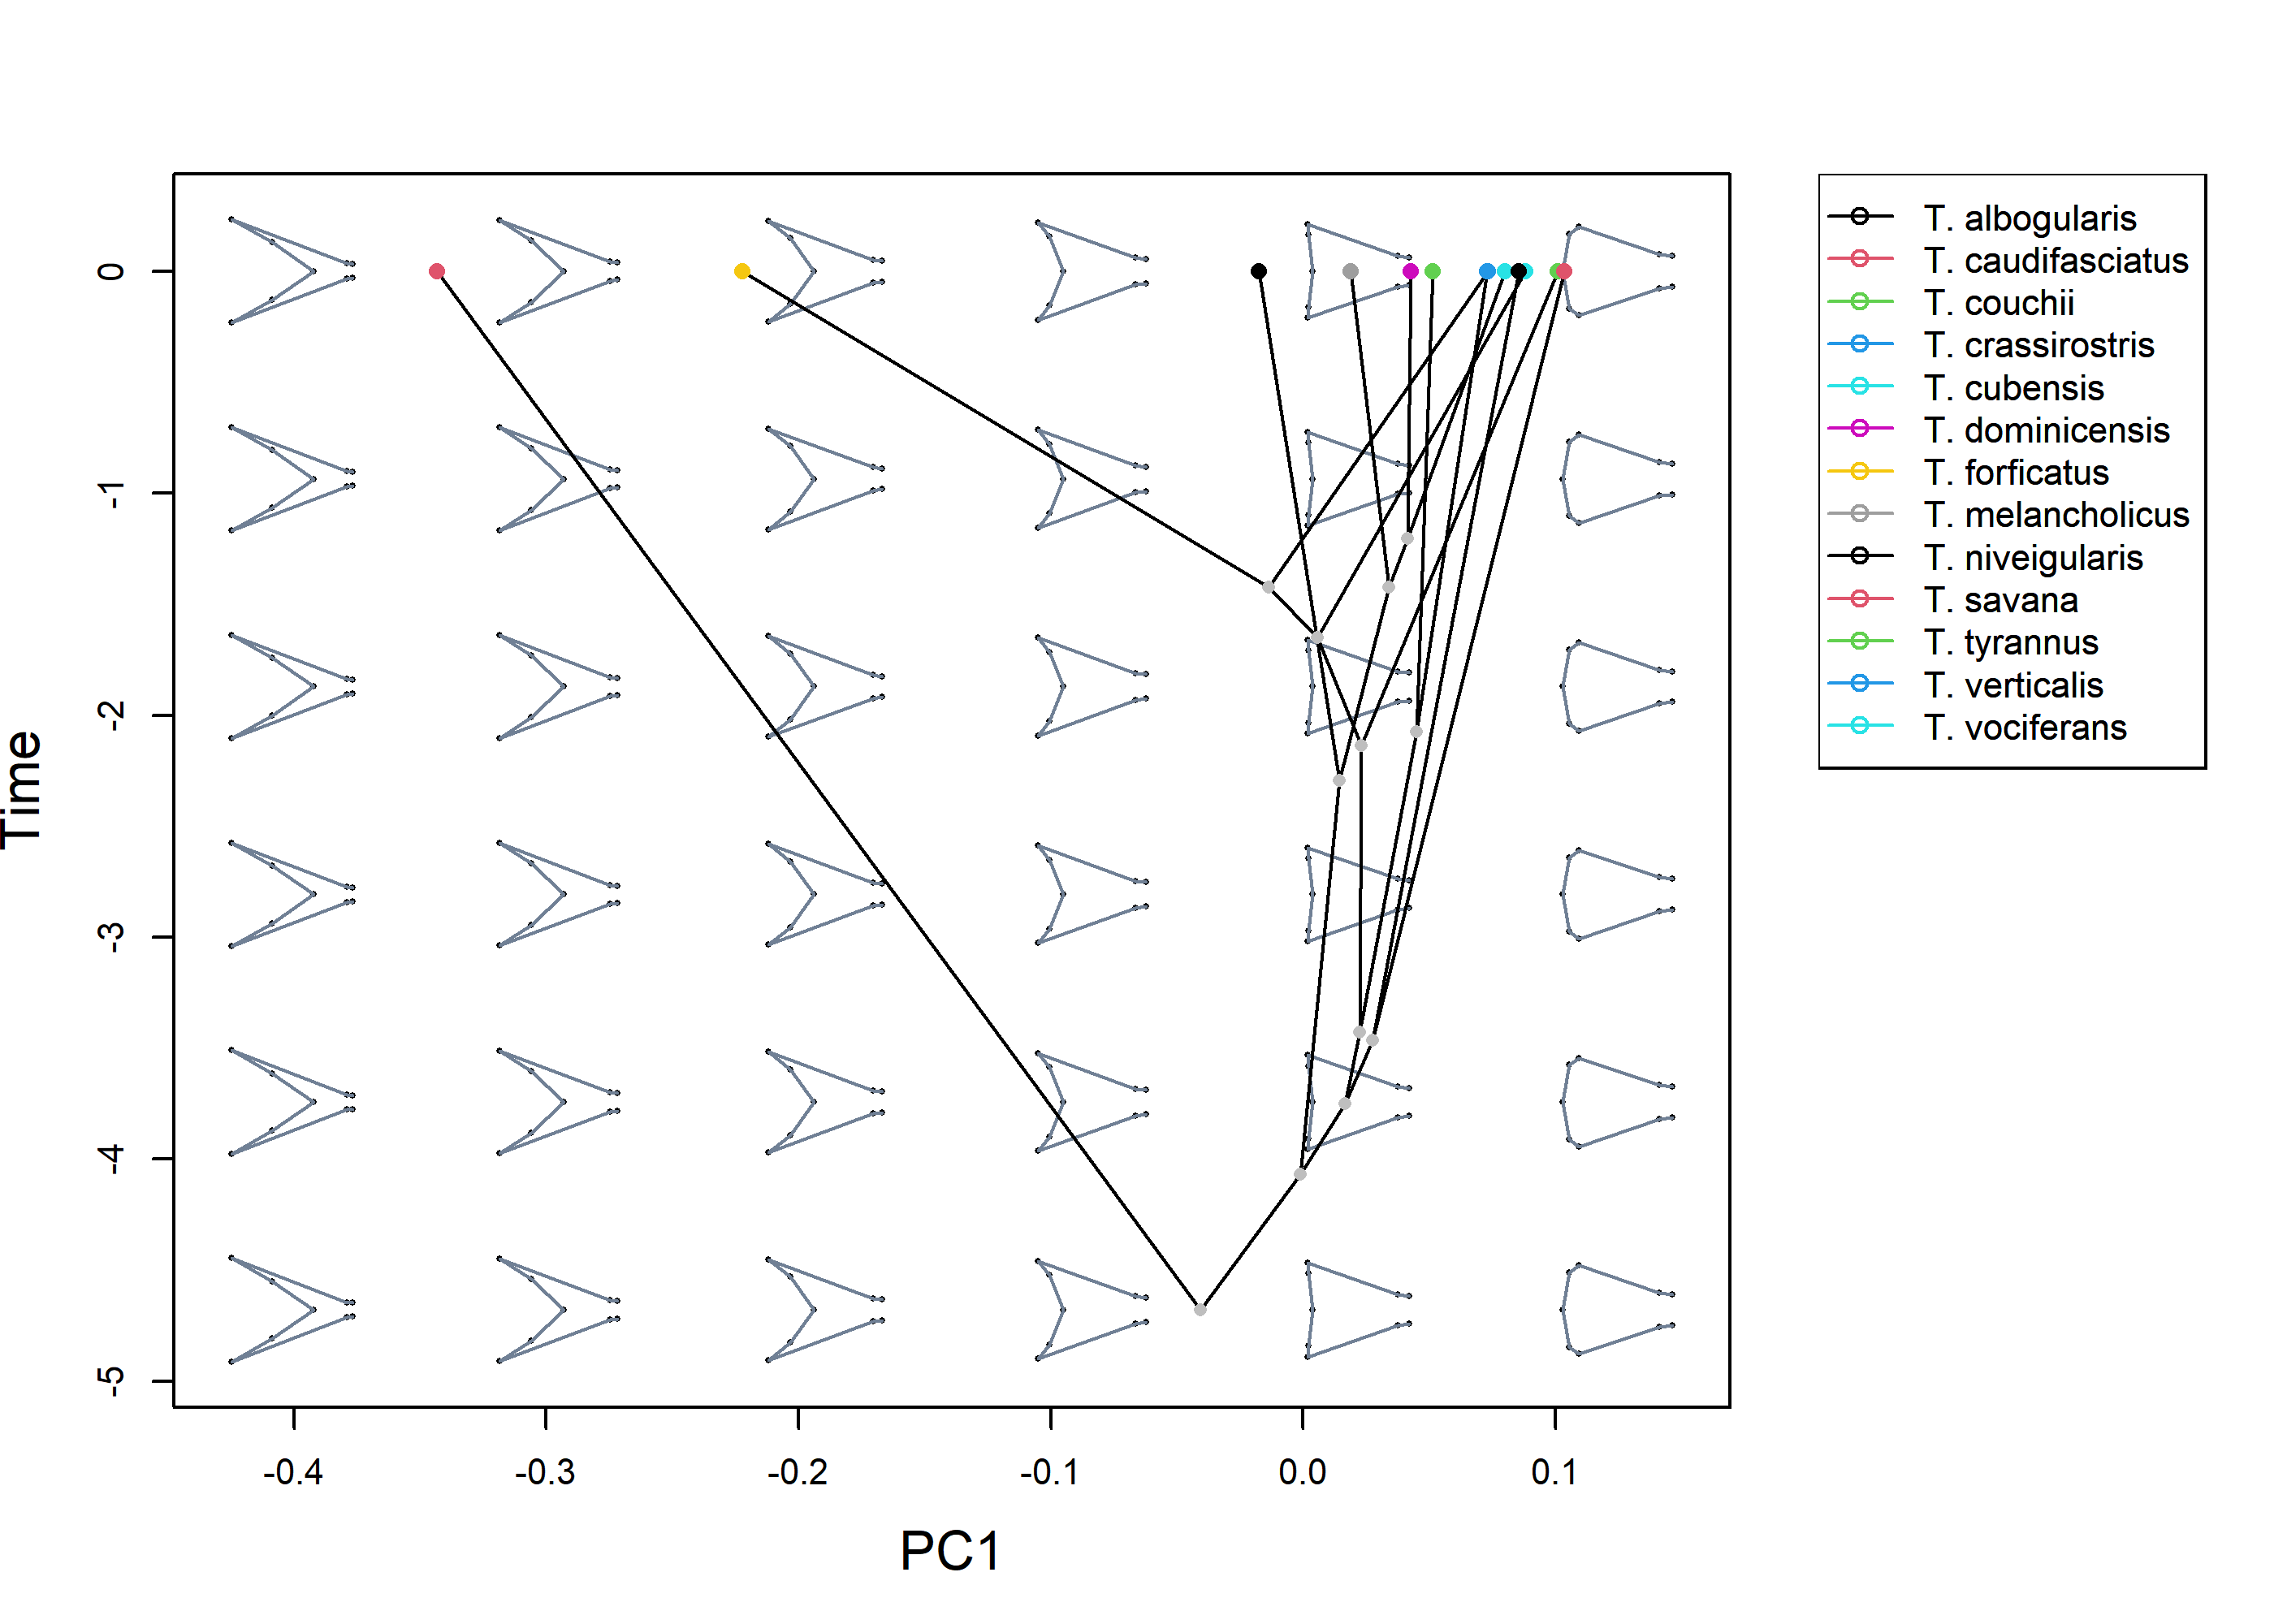 0
-1
-2
-3
-4
-5
Time
-0.4 -0.3 -0.2 -0.1 0.0 0.1
PC1
T. albogularis
T. caudifasciatus
T. couchii
T. crassirostris
T. cubensis
T. dominicensis
T. forficatus
T. melancholicus
T. niveigularis
T. savana
T. tyrannus
T. verticalis
T. vociferans